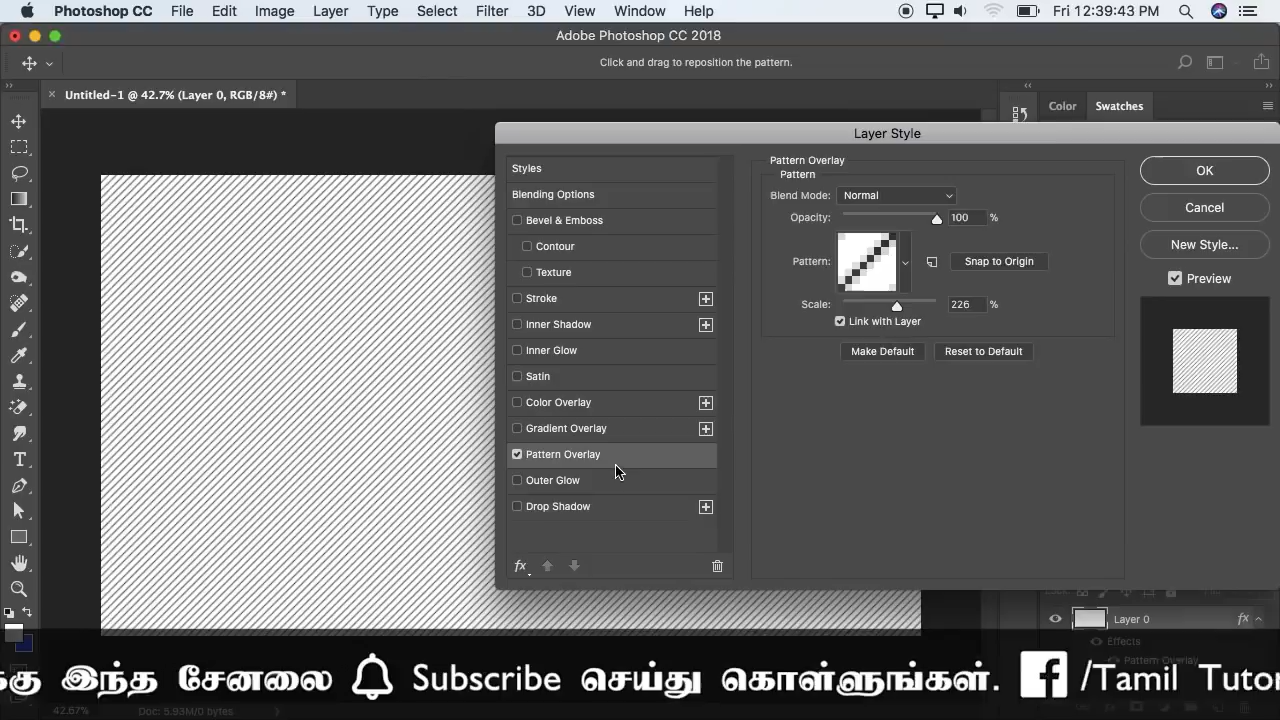 Photoshop CC File Edit Image Layer Type Select Filter 3D View Window Help Fri 12:39:43 PM
Adobe Photoshop CC 2018
Click and drag to reposition the pattern.
Untitled-1 @ 42.7% (Layer 0, RGB/8#) *
Color Swatches
Layer Style
Styles
Blending Options
Bevel & Emboss
Contour
Texture
Stroke
Inner Shadow
Inner Glow
Satin
Color Overlay
Gradient Overlay
Pattern Overlay
Outer Glow
Drop Shadow
fx
Pattern Overlay
Pattern
Blend Mode: Normal
Opacity: 100 %
Pattern: Snap to Origin
Scale: 226 %
Link with Layer
Make Default Reset to Default
OK
Cancel
New Style...
Preview
Layer 0 fx
Effects
Pattern Overlay
க்கு இந்த சேனலை Subscribe செய்து கொள்ளுங்கள். /Tamil Tutor
42.67% Doc: 5.93M/0 bytes